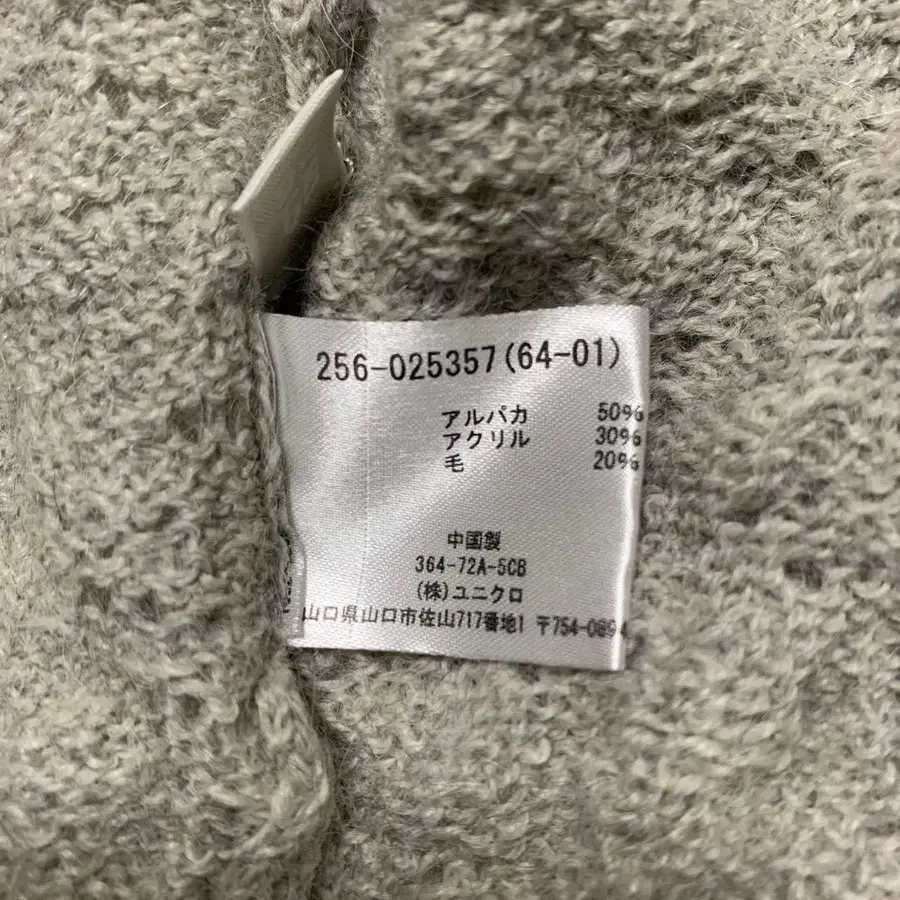 256-025357(64-01)
アルパカ 50%
アクリル 30%
毛 20%
中国製
364-72A-5CB
(株)ユニクロ
山口県山口市佐山717番地1 〒754-0894